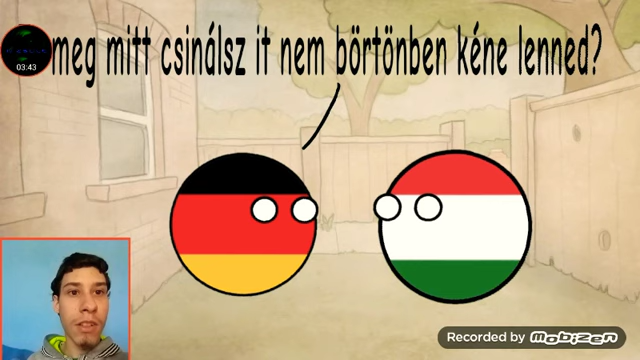 meg mitt csinálsz it nem börtönben kéne lenned?
03:43
Recorded by mobizen